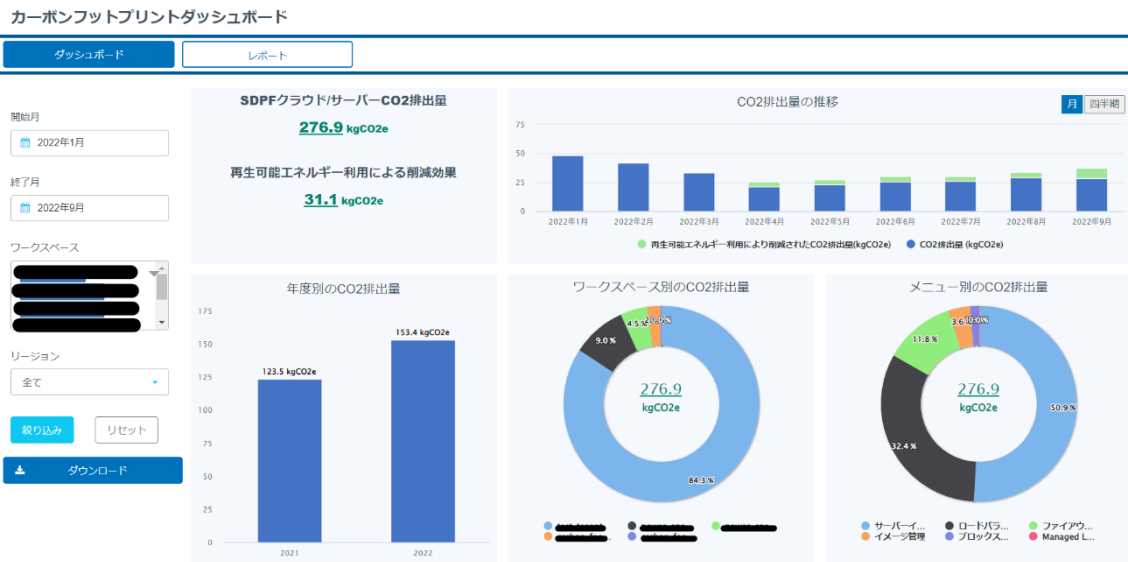 カーボンフットプリントダッシュボード
ダッシュボード
レポート
開始月
2022年1月
終了月
2022年9月
ワークスペース
リージョン
全て
絞り込み
リセット
ダウンロード
SDPFクラウド/サーバーCO2排出量
276.9 kgCO2e
再生可能エネルギー利用による削減効果
31.1 kgCO2e
CO2排出量の推移
月
四半期
75
50
25
0
2022年1月 2022年2月 2022年3月 2022年4月 2022年5月 2022年6月 2022年7月 2022年8月 2022年9月
再生可能エネルギー利用により削減されたCO2排出量(kgCO2e) CO2排出量 (kgCO2e)
年度別のCO2排出量
175
150
125
100
75
50
25
0
123.5 kgCO2e
153.4 kgCO2e
2021 2022
ワークスペース別のCO2排出量
4.5 %
9.0 %
276.9
kgCO2e
84.3 %
メニュー別のCO2排出量
3.6
11.8 %
276.9
kgCO2e
50.9 %
32.4 %
サーバーイ... ロードバラ... ファイアウ...
イメージ管理 ブロックス... Managed L...